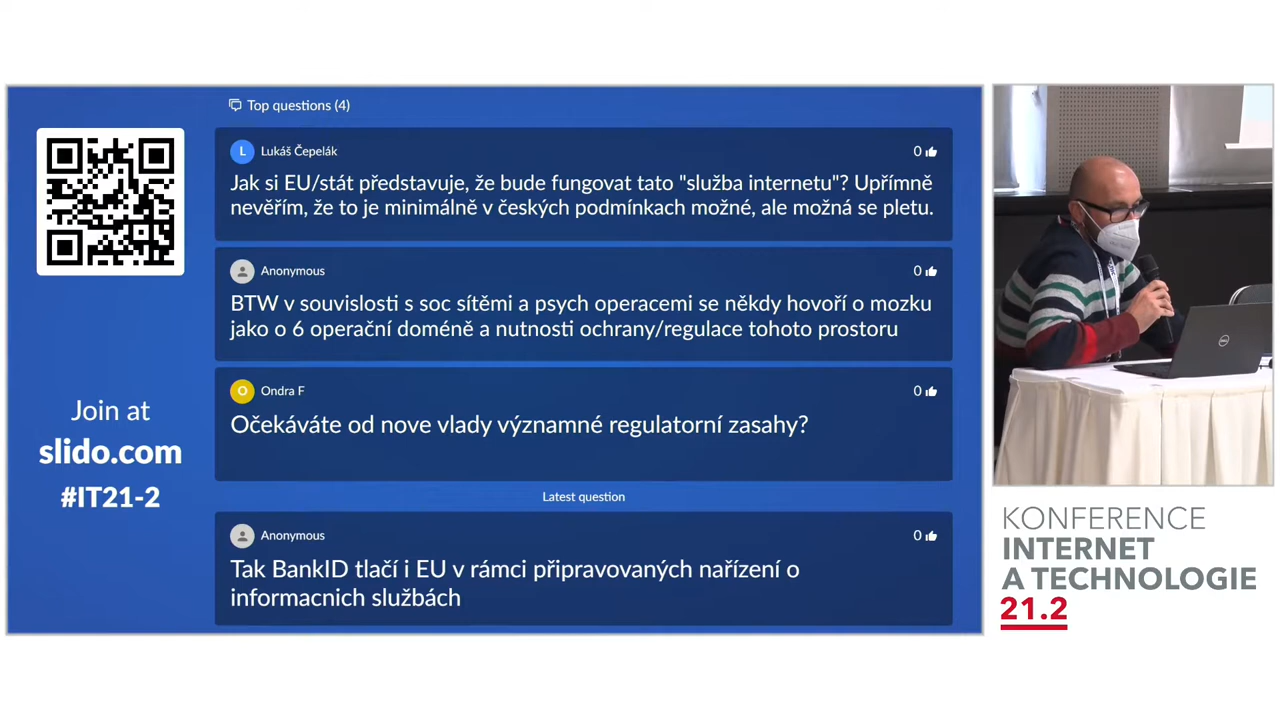 Top questions (4)
L Lukáš Čepelák 0
Jak si EU/stát představuje, že bude fungovat tato "služba internetu"? Upřímně
nevěřím, že to je minimálně v českých podmínkach možné, ale možná se pletu.
Anonymous 0
BTW v souvislosti s soc sítěmi a psych operacemi se někdy hovoří o mozku
jako o 6 operační doméně a nutnosti ochrany/regulace tohoto prostoru
O Ondra F 0
Očekáváte od nove vlady významné regulatorní zasahy?
Latest question
Anonymous 0
Tak BankID tlačí i EU v rámci připravovaných nařízení o
informacnich službách
Join at
slido.com
#IT21-2
DELL
KONFERENCE
INTERNET
A TECHNOLOGIE
21.2